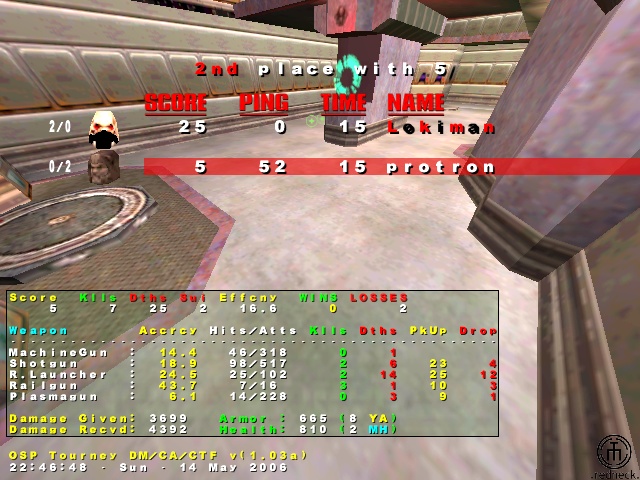 2nd place with 5
SCORE PING TIME NAME
2/0 25 0 15 Lokiman
0/2 5 52 15 protron
Score Klls Dths Sui Effcny WINS LOSSES
5 7 25 2 16.6 0 2
Weapon Accrcy Hits/Atts Klls Dths PkUp Drop
MachineGun : 14.4 46/318 0 1
Shotgun : 18.9 98/517 2 6 23 4
R.Launcher : 24.5 25/102 2 14 25 12
Railgun : 43.7 7/16 3 1 10 3
Plasmagun : 6.1 14/228 0 3 9 1
Damage Given: 3699 Armor : 665 (8 YA)
Damage Recvd: 4392 Health: 810 (2 MH)
OSP Tourney DM/CA/CTF v(1.03a)
22:46:48 - Sun - 14 May 2006
.redneck.